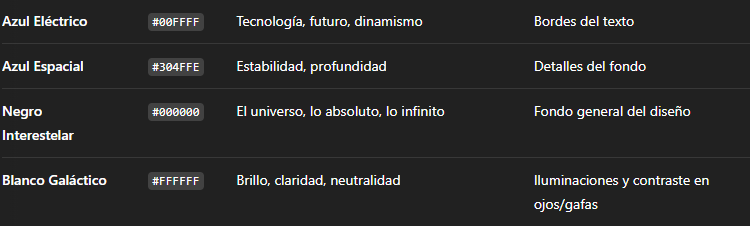 Azul Eléctrico #00FFFF Tecnología, futuro, dinamismo Bordes del texto
Azul Espacial #304FFE Estabilidad, profundidad Detalles del fondo
Negro #000000 El universo, lo absoluto, lo infinito Fondo general del diseño
Interestelar
Blanco Galáctico #FFFFFF Brillo, claridad, neutralidad Iluminaciones y contraste en
ojos/gafas